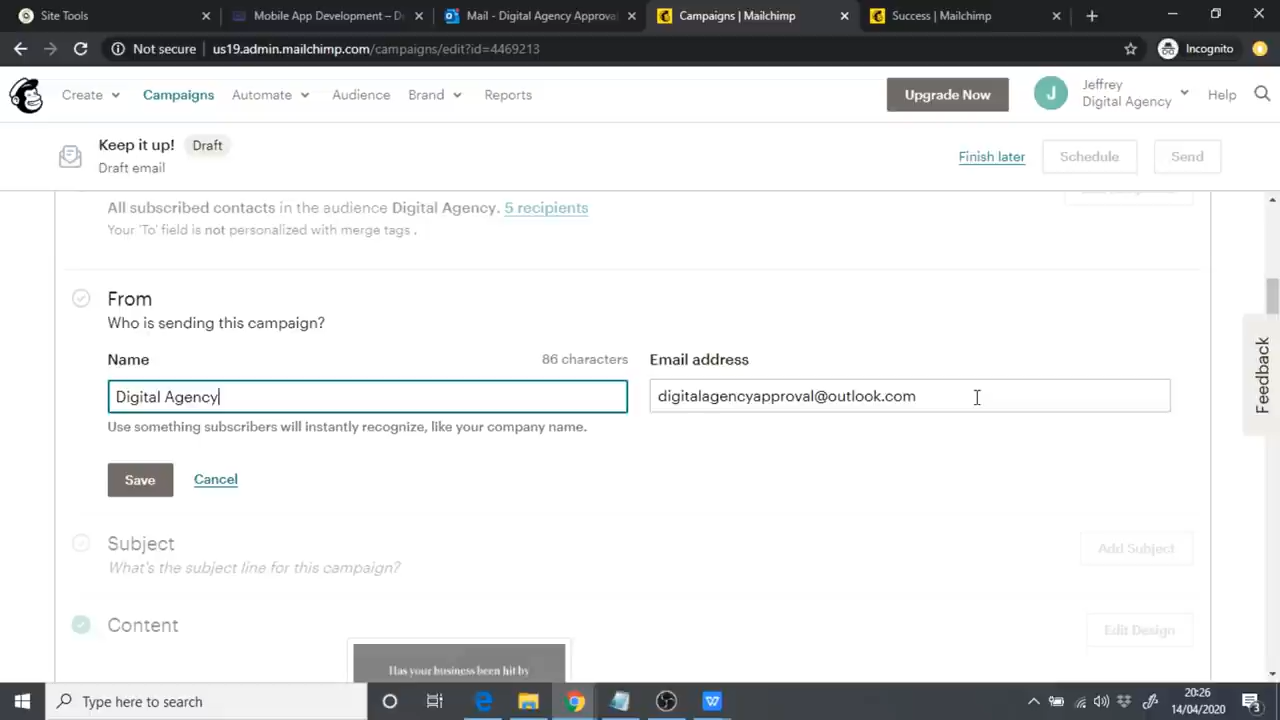 Site Tools
Mobile App Development – Di
Mail - Digital Agency Approval
Campaigns | Mailchimp
Success | Mailchimp
Not secure
us19.admin.mailchimp.com/campaigns/edit?id=4469213
Incognito
Create
Campaigns
Automate
Audience
Brand
Reports
Upgrade Now
J
Jeffrey
Digital Agency
Help
Keep it up!
Draft
Draft email
Finish later
Schedule
Send
All subscribed contacts in the audience Digital Agency. 5 recipients
Your 'To' field is not personalized with merge tags .
From
Who is sending this campaign?
Name
86 characters
Email address
Digital Agency
digitalagencyapproval@outlook.com
Use something subscribers will instantly recognize, like your company name.
Save
Cancel
Subject
What's the subject line for this campaign?
Add Subject
Content
Edit Design
Has your business been hit by
Feedback
Type here to search
20:26
14/04/2020
3